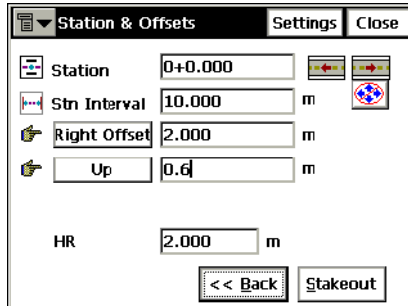 Station & Offsets Settings Close
Station 0+0.000
Stn Interval 10.000 m
Right Offset 2.000 m
Up 0.6 m
HR 2.000 m
<< Back Stakeout